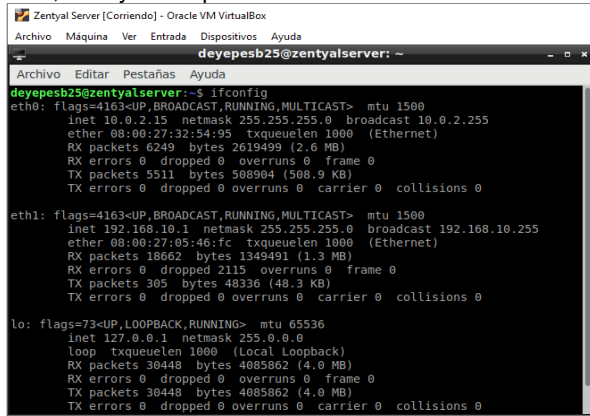 Zentyal Server [Corriendo] - Oracle VM VirtualBox
Archivo Máquina Ver Entrada Dispositivos Ayuda
deyepesb25@zentyalserver: ~
Archivo Editar Pestañas Ayuda
deyepesb25@zentyalserver:~$ ifconfig
eth0: flags=4163<UP,BROADCAST,RUNNING,MULTICAST> mtu 1500
inet 10.0.2.15 netmask 255.255.255.0 broadcast 10.0.2.255
ether 08:00:27:32:54:95 txqueuelen 1000 (Ethernet)
RX packets 6249 bytes 2619499 (2.6 MB)
RX errors 0 dropped 0 overruns 0 frame 0
TX packets 5511 bytes 508904 (508.9 KB)
TX errors 0 dropped 0 overruns 0 carrier 0 collisions 0
eth1: flags=4163<UP,BROADCAST,RUNNING,MULTICAST> mtu 1500
inet 192.168.10.1 netmask 255.255.255.0 broadcast 192.168.10.255
ether 08:00:27:05:46:fc txqueuelen 1000 (Ethernet)
RX packets 18662 bytes 1349491 (1.3 MB)
RX errors 0 dropped 2115 overruns 0 frame 0
TX packets 305 bytes 48336 (48.3 KB)
TX errors 0 dropped 0 overruns 0 carrier 0 collisions 0
lo: flags=73<UP,LOOPBACK,RUNNING> mtu 65536
inet 127.0.0.1 netmask 255.0.0.0
loop txqueuelen 1000 (Local Loopback)
RX packets 30448 bytes 4085862 (4.0 MB)
RX errors 0 dropped 0 overruns 0 frame 0
TX packets 30448 bytes 4085862 (4.0 MB)
TX errors 0 dropped 0 overruns 0 carrier 0 collisions 0